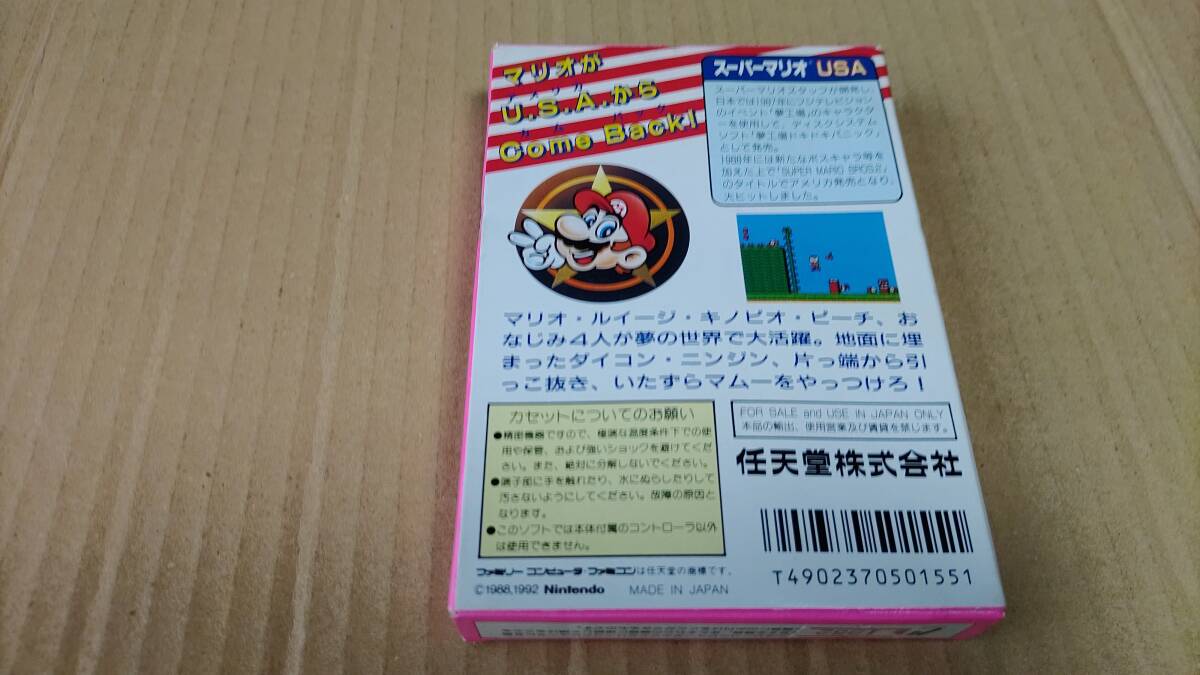 マリオが
アメリカ
U.S.A.から
カム バック
Come Back!
スーパーマリオ USA
スーパーマリオスタッフが開発し、
日本では1987年にフジテレビジョン
のイベント「夢工場」のキャラクタ
ーを使用して、ディスクシステム
ソフト「夢工場ドキドキパニック」
として発売。
1988年には新たなボスキャラ等を
加えた上で「SUPER MARIO BROS.2」
のタイトルでアメリカ発売となり、
大ヒットしました。
マリオ・ルイージ・キノピオ・ピーチ、お
なじみ4人が夢の世界で大活躍。地面に埋
まったダイコン・ニンジン、片っ端から引
っこ抜き、いたずらマムーをやっつけろ!
カセットについてのお願い
●精密機器ですので、極端な温度条件下での使
用や保管、および強いショックを避けてくだ
さい。また、絶対に分解しないでください。
●端子部に手を触れたり、水にぬらしたりして
汚さないようにしてください。故障の原因と
なります。
●このソフトでは本体付属のコントローラ以外
は使用できません。
FOR SALE and USE IN JAPAN ONLY
本品の輸出、使用営業及び賃貸を禁じます。
任天堂株式会社
T4902370501551
ファミリー コンピュータ・ファミコンは任天堂の商標です。
©1988,1992 Nintendo MADE IN JAPAN